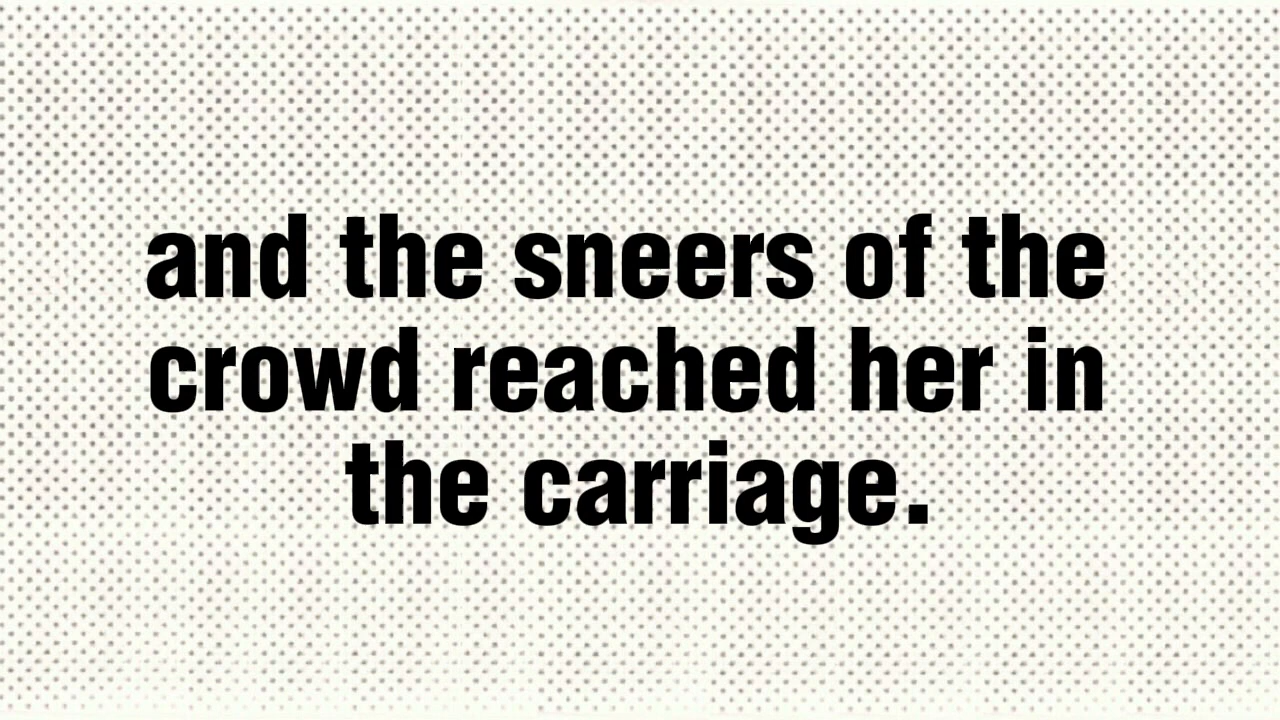 and the sneers of the
crowd reached her in
the carriage.